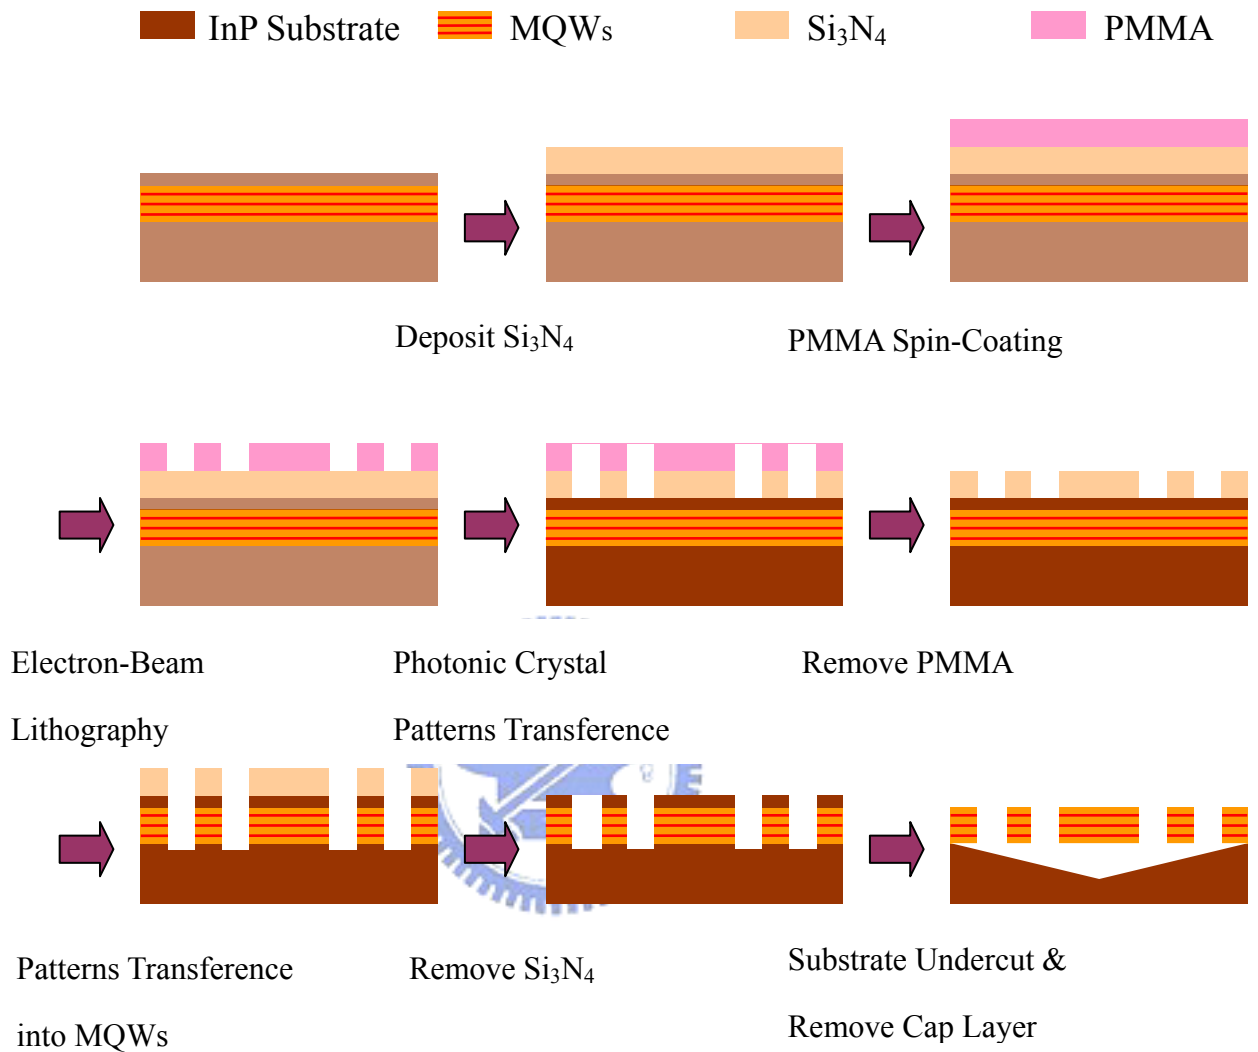 InP Substrate MQWs Si₃N₄ PMMA
Deposit Si₃N₄
PMMA Spin-Coating
Electron-Beam
Lithography
Photonic Crystal
Patterns Transference
Remove PMMA
Patterns Transference
into MQWs
Remove Si₃N₄
Substrate Undercut &
Remove Cap Layer